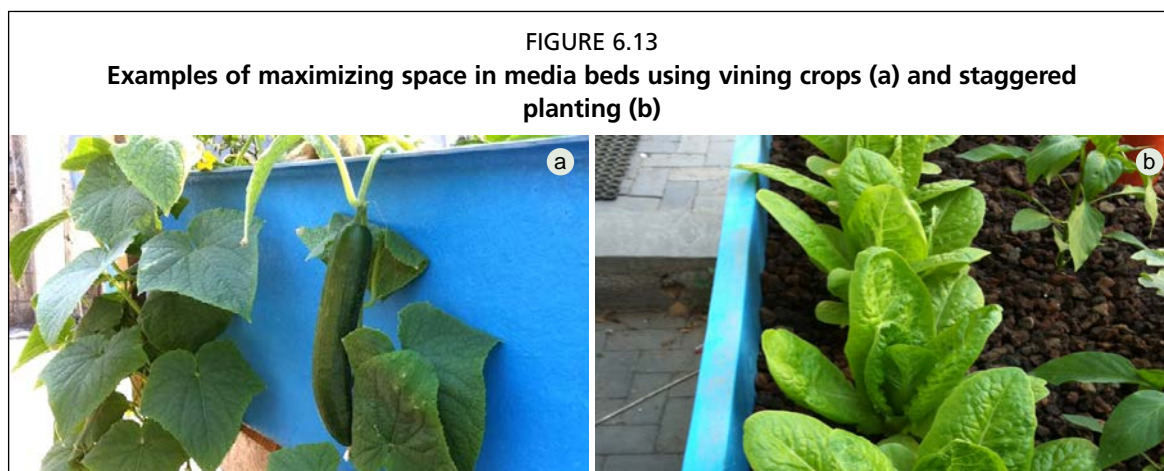 FIGURE 6.13
Examples of maximizing space in media beds using vining crops (a) and staggered
planting (b)
a
b